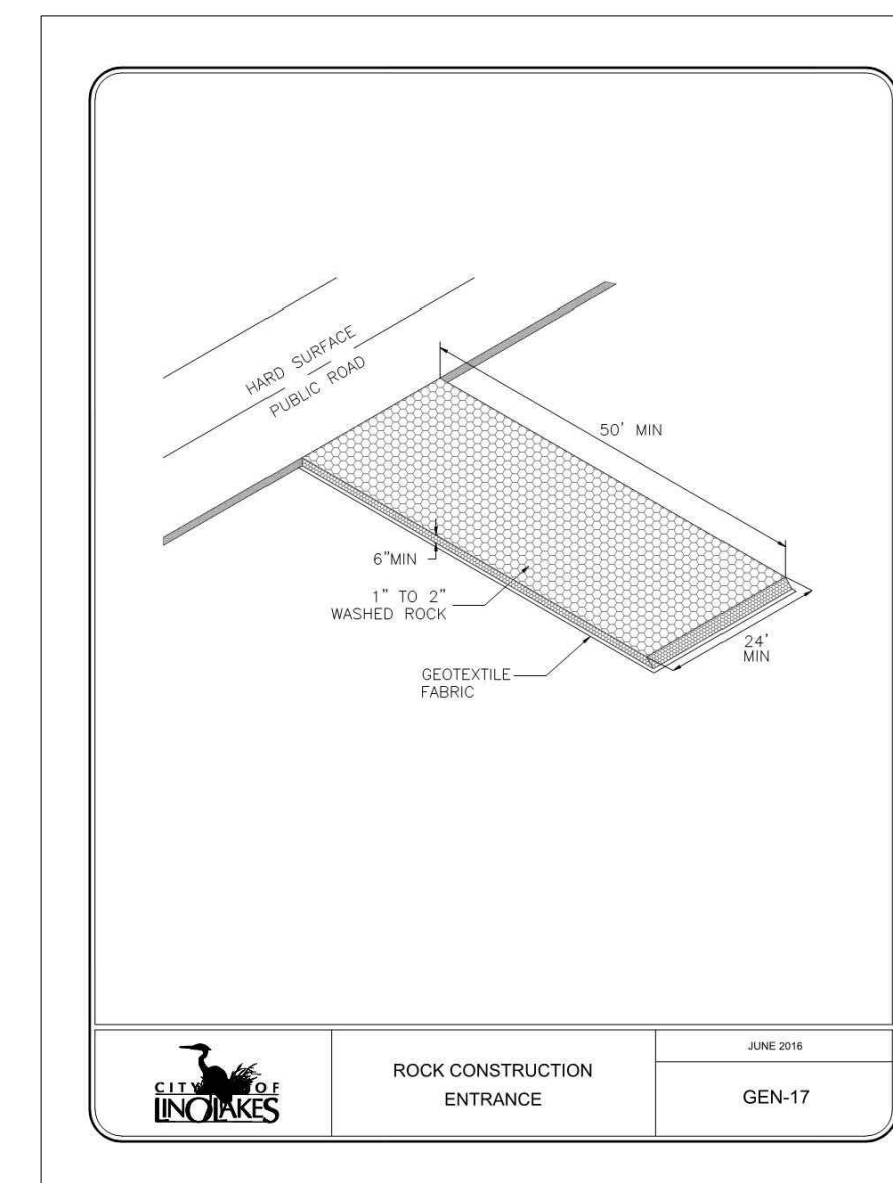 HARD SURFACE
PUBLIC ROAD
50' MIN
6"MIN
1" TO 2"
WASHED ROCK
24'
MIN
GEOTEXTILE
FABRIC
CITY OF
LINO LAKES
ROCK CONSTRUCTION
ENTRANCE
JUNE 2016
GEN-17